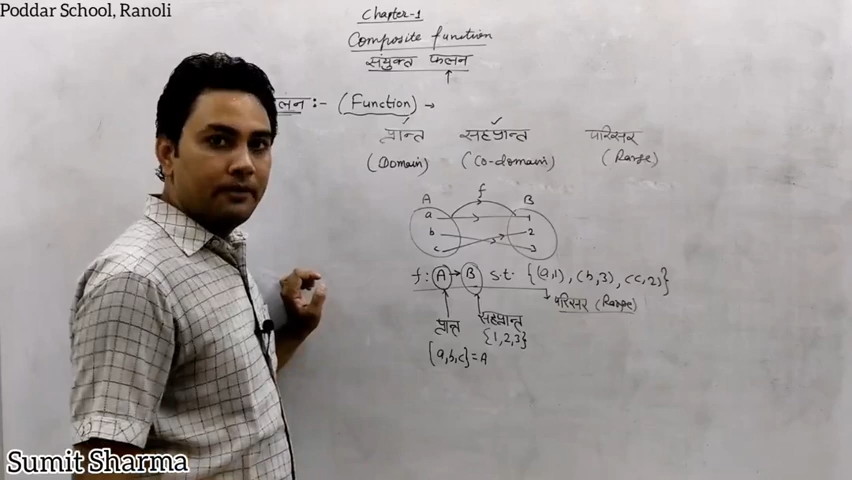 Poddar School, Ranoli
Chapter-1
Composite function
संयुक्त फलन
↑
लन :- (Function) →
प्रान्त सहप्रान्त परिसर
(Domain) (Co-domain) (Range)
f
A B
a 1
b 2
c 3
f: A → B s.t. {(a,1), (b,3), (c,2)}
परिसर (Range)
प्रान्त सहप्रान्त
{1,2,3}
{a,b,c} = A
Sumit Sharma